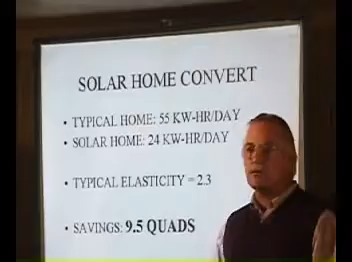 SOLAR HOME CONVERT
• TYPICAL HOME: 55 KW-HR/DAY
• SOLAR HOME: 24 KW-HR/DAY
• TYPICAL ELASTICITY = 2.3
• SAVINGS: 9.5 QUADS